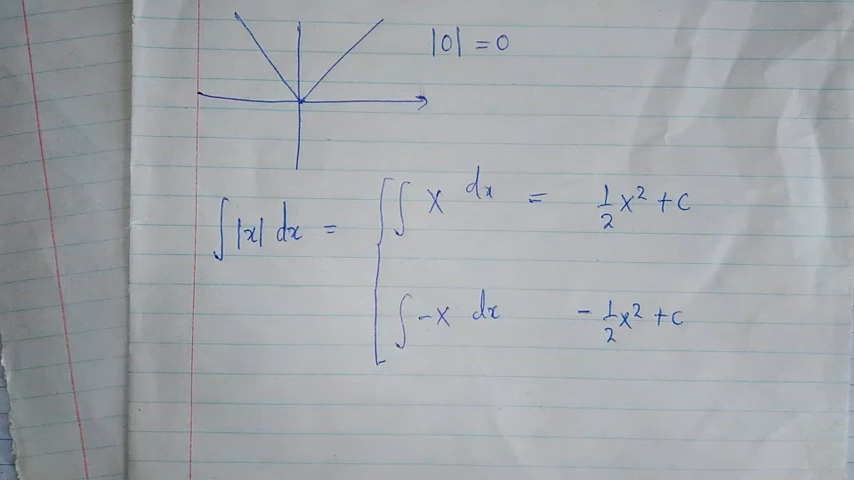 |0| = 0
∫|x| dx = { ∫ x dx = 1/2 x² + c
∫ -x dx - 1/2 x² + c